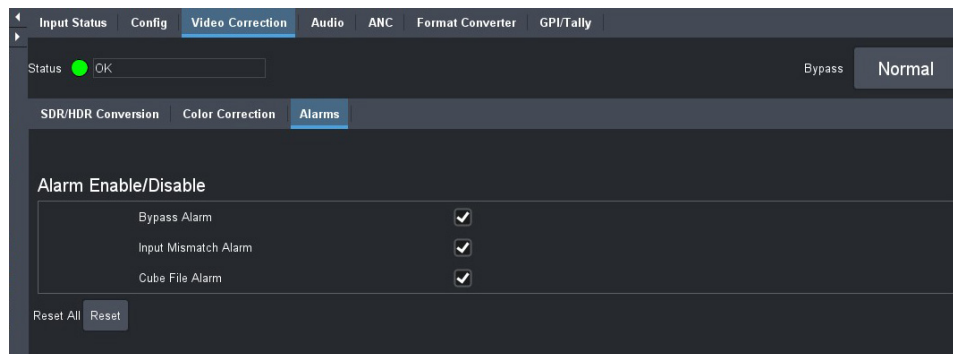 Input Status Config Video Correction Audio ANC Format Converter GPI/Tally
Status OK Bypass Normal
SDR/HDR Conversion Color Correction Alarms
Alarm Enable/Disable
Bypass Alarm
Input Mismatch Alarm
Cube File Alarm
Reset All Reset